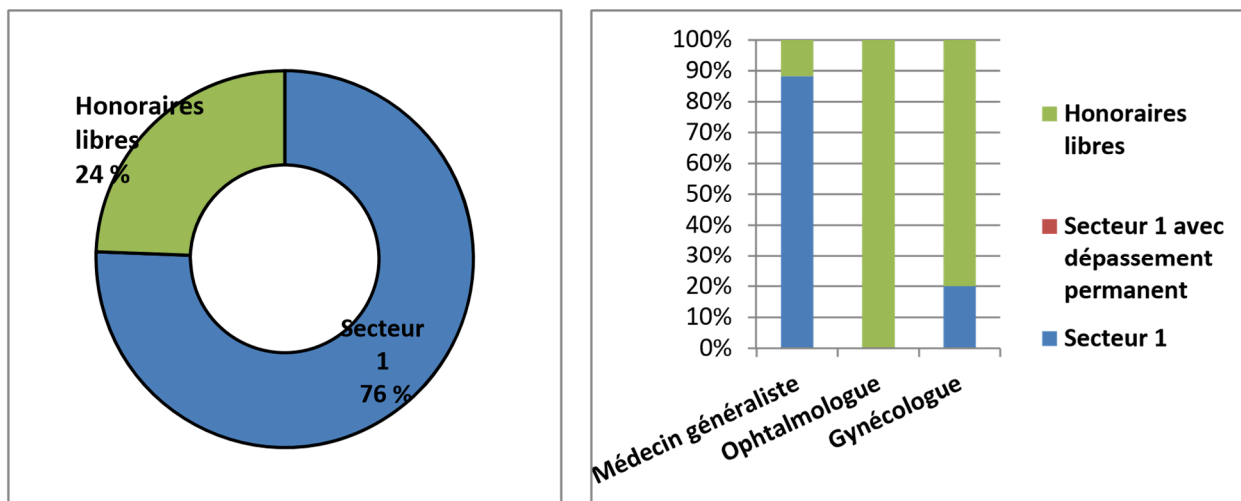 Honoraires
libres
24 %
Secteur
1
76 %
100%
90%
80%
70%
60%
50%
40%
30%
20%
10%
0%
Médecin généraliste
Ophtalmologue
Gynécologue
Honoraires
libres
Secteur 1 avec
dépassement
permanent
Secteur 1